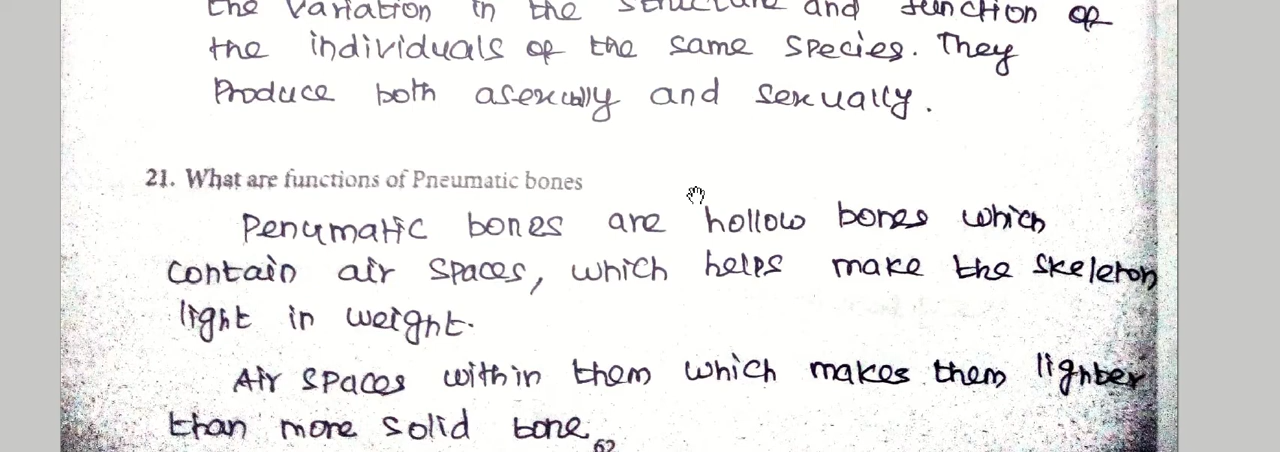 the variation in the structure and function of
the individuals of the same species. They
Produce both asexually and sexually.
21. What are functions of Pneumatic bones
Penumatic bones are hollow bones which
contain air spaces, which helps make the skeleton
light in weight.
Air spaces within them which makes them lighter
than more solid bone
62